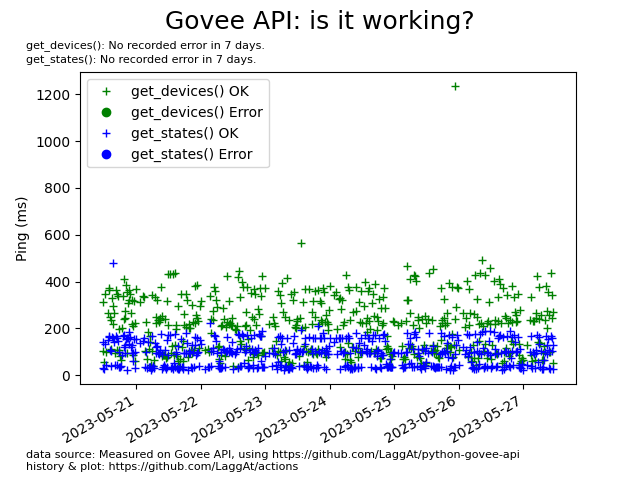 Govee API: is it working?
get_devices(): No recorded error in 7 days.
get_states(): No recorded error in 7 days.
get_devices() OK
get_devices() Error
get_states() OK
get_states() Error
Ping (ms)
1200
1000
800
600
400
200
0
2023-05-21
2023-05-22
2023-05-23
2023-05-24
2023-05-25
2023-05-26
2023-05-27
data source: Measured on Govee API, using https://github.com/LaggAt/python-govee-api
history & plot: https://github.com/LaggAt/actions